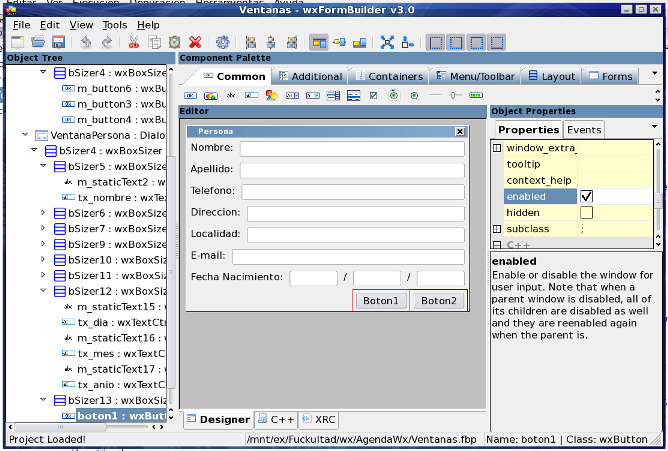 Ventanas - wxFormBuilder v3.0
File Edit View Tools Help
Object Tree
bSizer4 : wxBoxSize
m_button6 : wxBu
m_button3 : wxBu
m_button4 : wxBu
VentanaPersona : Dialo
bSizer4 : wxBoxSizer
bSizer5 : wxBoxSize
m_staticText2 : w
tx_nombre : wxTe
bSizer6 : wxBoxSize
bSizer7 : wxBoxSize
bSizer9 : wxBoxSize
bSizer10 : wxBoxSiz
bSizer11 : wxBoxSiz
bSizer12 : wxBoxSiz
m_staticText15 :
tx_dia : wxTextCtr
m_staticText16 :
tx_mes : wxTextC
m_staticText17 :
tx_anio : wxTextC
bSizer13 : wxBoxSiz
boton1 : wxButt
Component Palette
Common Additional Containers Menu/Toolbar Layout Forms
Editor
Persona
Nombre:
Apellido:
Telefono:
Direccion:
Localidad:
E-mail:
Fecha Nacimiento: / /
Boton1 Boton2
Designer C++ XRC
Object Properties
Properties Events
window_extra_
tooltip
context_help
enabled
hidden
subclass ;
C++
enabled
Enable or disable the window for
user input. Note that when a
parent window is disabled, all of
its children are disabled as well
and they are reenabled again
when the parent is.
Project Loaded! /mnt/ex/Fuckultad/wx/AgendaWx/Ventanas.fbp Name: boton1 | Class: wxButton